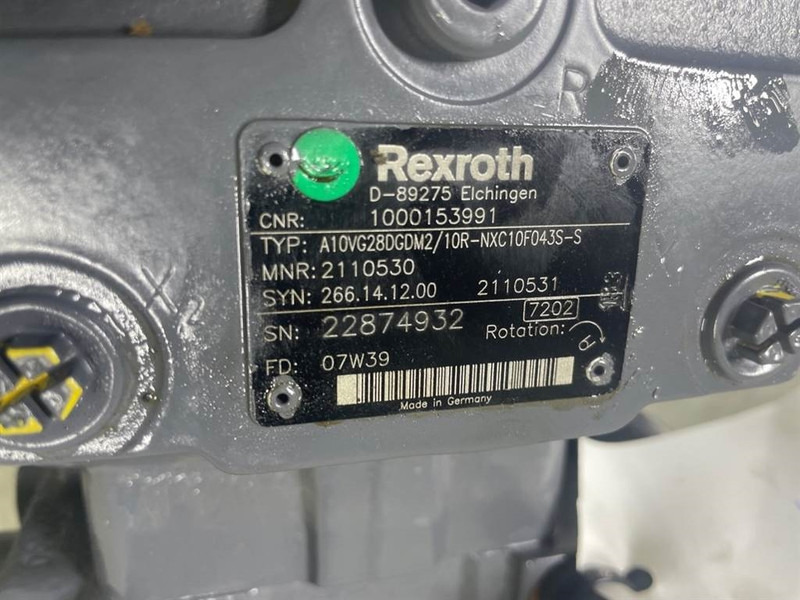 R
Rexroth
D-89275 Elchingen
CNR: 1000153991
TYP: A10VG28DGDM2/10R-NXC10F043S-S
MNR: 2110530
SYN: 266.14.12.00 2110531
7202
SN: 22874932 Rotation:
FD: 07W39
Made in Germany
X2